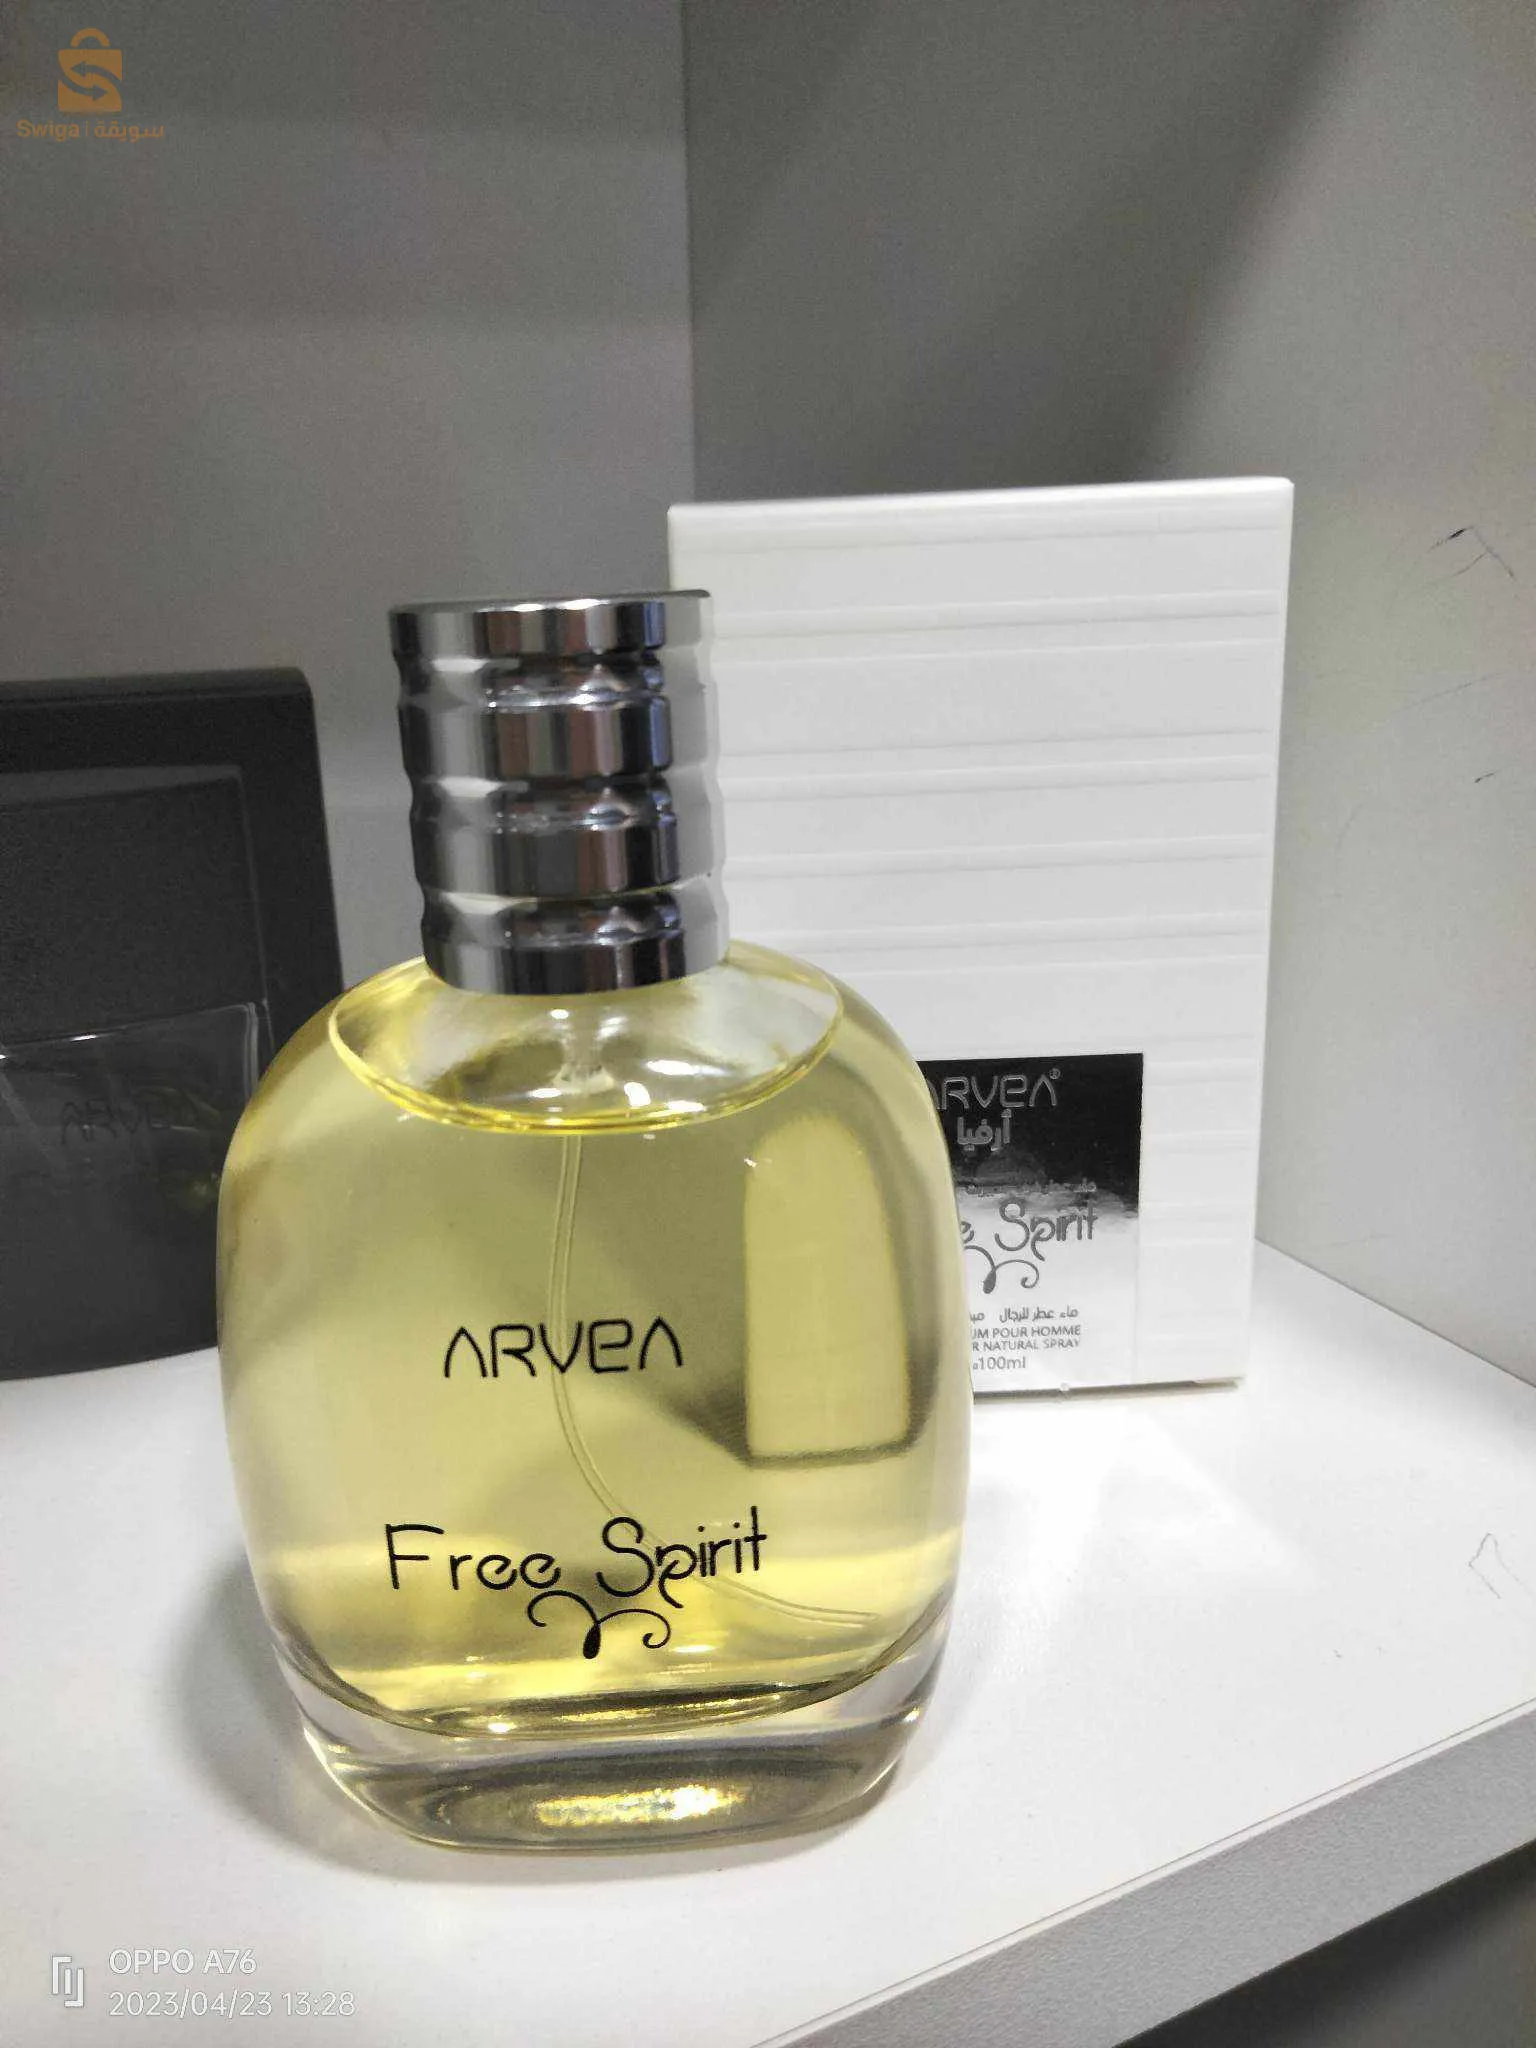 Swiga | سويقة
ARVEA
ARVEA®
أرفيا
e Spirit
ماء عطر للرجال
UM POUR HOMME
R NATURAL SPRAY
100ml
ARVEA
Free Spirit
OPPO A76
2023/04/23 13:28